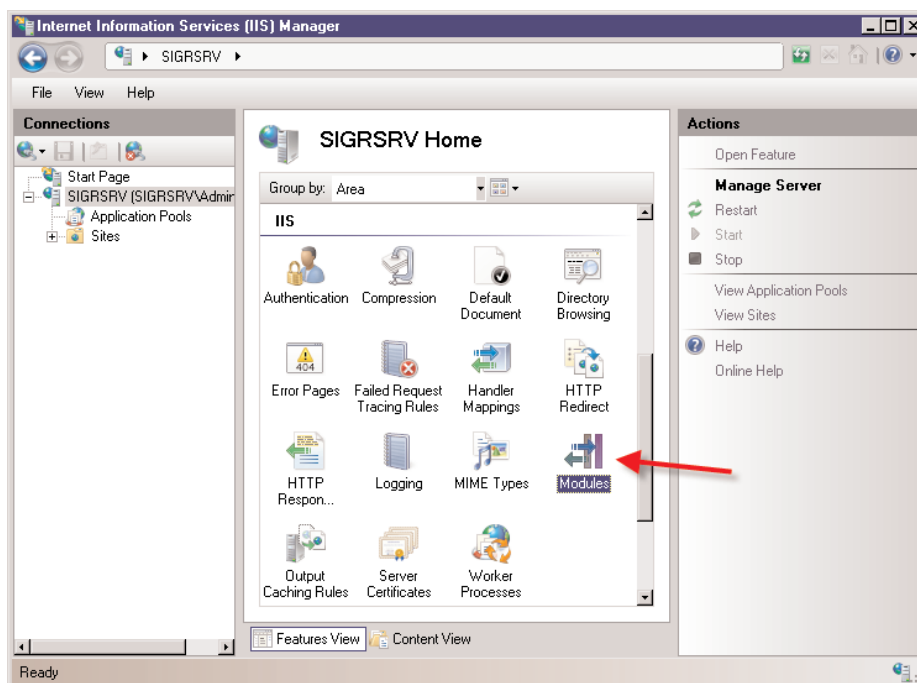 Internet Information Services (IIS) Manager
SIGRSRV
File View Help
Connections
Start Page
SIGRSRV (SIGRSRV\Admir
Application Pools
Sites
SIGRSRV Home
Group by: Area
IIS
Authentication Compression Default Document Directory Browsing
Error Pages Failed Request Tracing Rules Handler Mappings HTTP Redirect
404
HTTP Respon... Logging MIME Types Modules
Output Caching Rules Server Certificates Worker Processes
Features View Content View
Actions
Open Feature
Manage Server
Restart
Start
Stop
View Application Pools
View Sites
Help
Online Help
Ready